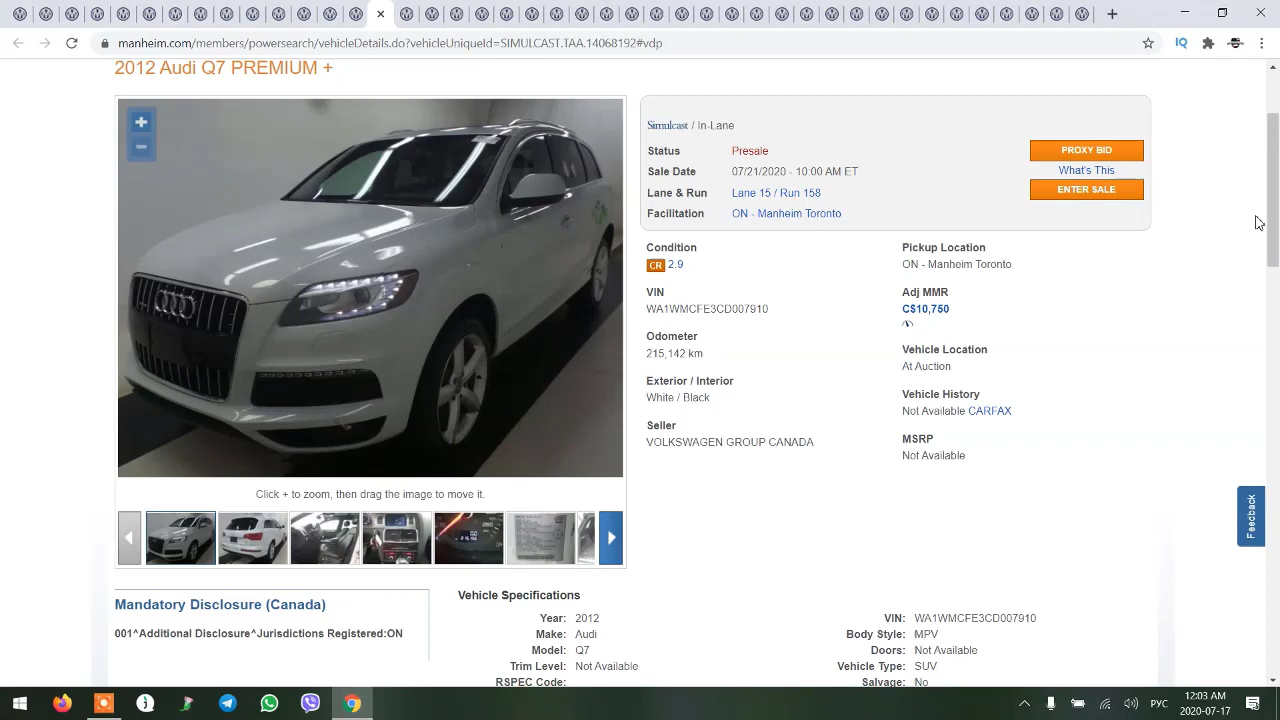 manheim.com/members/powersearch/vehicleDetails.do?vehicleUniqueId=SIMULCAST.TAA.14068192#vdp
IQ
2012 Audi Q7 PREMIUM +
Simulcast / In-Lane
Status Presale
PROXY BID
Sale Date 07/21/2020 - 10:00 AM ET
What's This
Lane & Run Lane 15 / Run 158
ENTER SALE
Facilitation ON - Manheim Toronto
Condition
CR 2.9
Pickup Location
ON - Manheim Toronto
VIN
WA1WMCFE3CD007910
Adj MMR
C$10,750
Odometer
215,142 km
Vehicle Location
At Auction
Exterior / Interior
White / Black
Vehicle History
Not Available CARFAX
Seller
VOLKSWAGEN GROUP CANADA
MSRP
Not Available
Click + to zoom, then drag the image to move it.
Feedback
Mandatory Disclosure (Canada)
001^Additional Disclosure^Jurisdictions Registered:ON
Vehicle Specifications
Year: 2012
Make: Audi
Model: Q7
Trim Level: Not Available
RSPEC Code:
VIN: WA1WMCFE3CD007910
Body Style: MPV
Doors: Not Available
Vehicle Type: SUV
Salvage: No
РУС
12:03 AM
2020-07-17